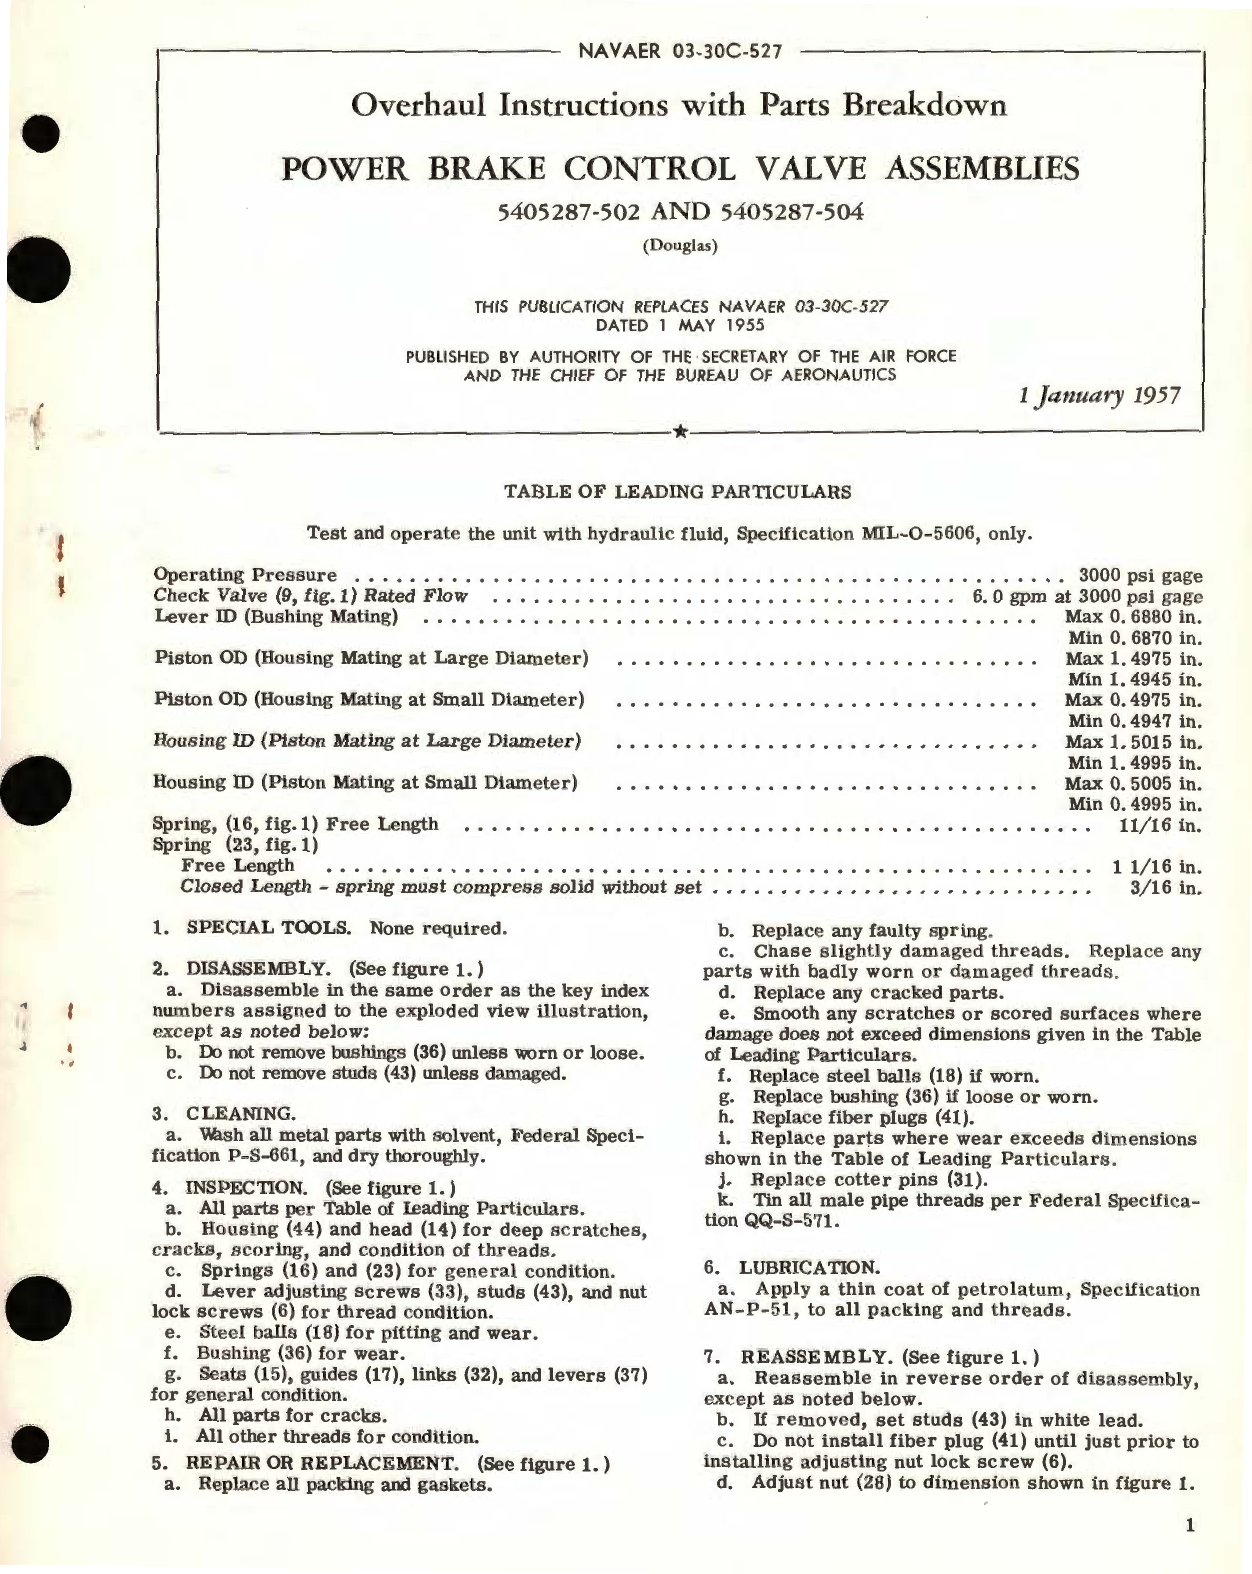 NAVAER 03-30C-527
Overhaul Instructions with Parts Breakdown
POWER BRAKE CONTROL VALVE ASSEMBLIES
5405287-502 AND 5405287-504
(Douglas)
THIS PUBLICATION REPLACES NAVAER 03-30C-527
DATED 1 MAY 1955
PUBLISHED BY AUTHORITY OF THE SECRETARY OF THE AIR FORCE
AND THE CHIEF OF THE BUREAU OF AERONAUTICS
1 January 1957
TABLE OF LEADING PARTICULARS
Test and operate the unit with hydraulic fluid, Specification MIL-O-5606, only.
Operating Pressure . . . . . . . . . . 3000 psi gage
Check Valve (9, fig. 1) Rated Flow . . . . . . . . . . 6.0 gpm at 3000 psi gage
Lever ID (Bushing Mating) . . . . . . . . . . Max 0.6880 in.
Min 0.6870 in.
Piston OD (Housing Mating at Large Diameter) . . . . . . . . . . Max 1.4975 in.
Min 1.4945 in.
Piston OD (Housing Mating at Small Diameter) . . . . . . . . . . Max 0.4975 in.
Min 0.4947 in.
Housing ID (Piston Mating at Large Diameter) . . . . . . . . . . Max 1.5015 in.
Min 1.4995 in.
Housing ID (Piston Mating at Small Diameter) . . . . . . . . . . Max 0.5005 in.
Min 0.4995 in.
Spring, (16, fig. 1) Free Length . . . . . . . . . . 11/16 in.
Spring (23, fig. 1)
Free Length . . . . . . . . . . 1 1/16 in.
Closed Length - spring must compress solid without set . . . . . . . . . . 3/16 in.
1. SPECIAL TOOLS. None required.
2. DISASSEMBLY. (See figure 1.)
a. Disassemble in the same order as the key index
numbers assigned to the exploded view illustration,
except as noted below:
b. Do not remove bushings (36) unless worn or loose.
c. Do not remove studs (43) unless damaged.
3. CLEANING.
a. Wash all metal parts with solvent, Federal Speci-
fication P-S-661, and dry thoroughly.
4. INSPECTION. (See figure 1.)
a. All parts per Table of Leading Particulars.
b. Housing (44) and head (14) for deep scratches,
cracks, scoring, and condition of threads.
c. Springs (16) and (23) for general condition.
d. Lever adjusting screws (33), studs (43), and nut
lock screws (6) for thread condition.
e. Steel balls (18) for pitting and wear.
f. Bushing (36) for wear.
g. Seats (15), guides (17), links (32), and levers (37)
for general condition.
h. All parts for cracks.
i. All other threads for condition.
5. REPAIR OR REPLACEMENT. (See figure 1.)
a. Replace all packing and gaskets.
b. Replace any faulty spring.
c. Chase slightly damaged threads. Replace any
parts with badly worn or damaged threads.
d. Replace any cracked parts.
e. Smooth any scratches or scored surfaces where
damage does not exceed dimensions given in the Table
of Leading Particulars.
f. Replace steel balls (18) if worn.
g. Replace bushing (36) if loose or worn.
h. Replace fiber plugs (41).
i. Replace parts where wear exceeds dimensions
shown in the Table of Leading Particulars.
j. Replace cotter pins (31).
k. Tin all male pipe threads per Federal Specifica-
tion QQ-S-571.
6. LUBRICATION.
a. Apply a thin coat of petrolatum, Specification
AN-P-51, to all packing and threads.
7. REASSEMBLY. (See figure 1.)
a. Reassemble in reverse order of disassembly,
except as noted below.
b. If removed, set studs (43) in white lead.
c. Do not install fiber plug (41) until just prior to
installing adjusting nut lock screw (6).
d. Adjust nut (28) to dimension shown in figure 1.
1